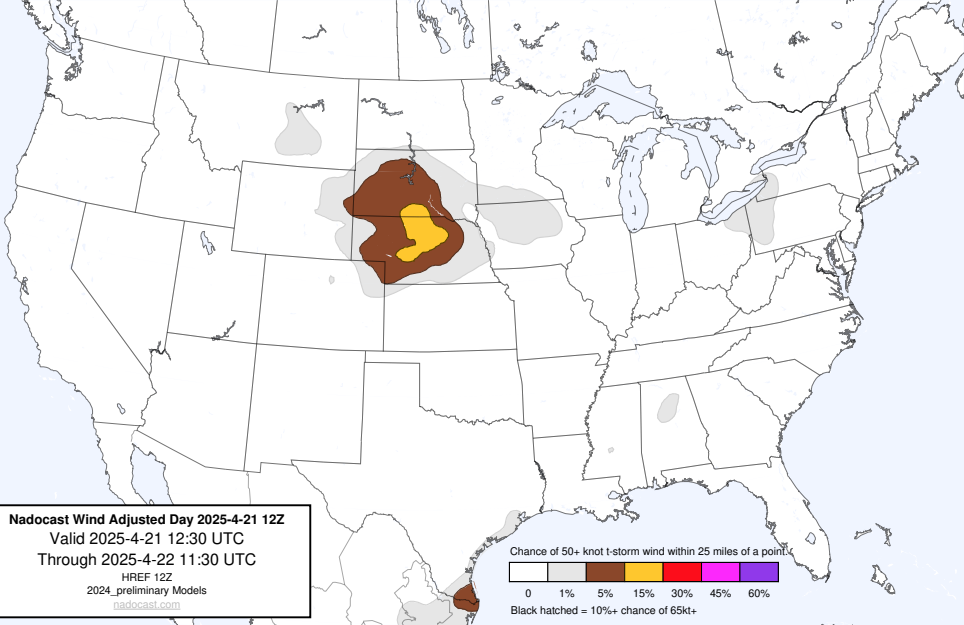 Nadocast Wind Adjusted Day 2025-4-21 12Z
Valid 2025-4-21 12:30 UTC
Through 2025-4-22 11:30 UTC
HREF 12Z
2024_preliminary Models
nadocast.com
Chance of 50+ knot t-storm wind within 25 miles of a point.
0 1% 5% 15% 30% 45% 60%
Black hatched = 10%+ chance of 65kt+